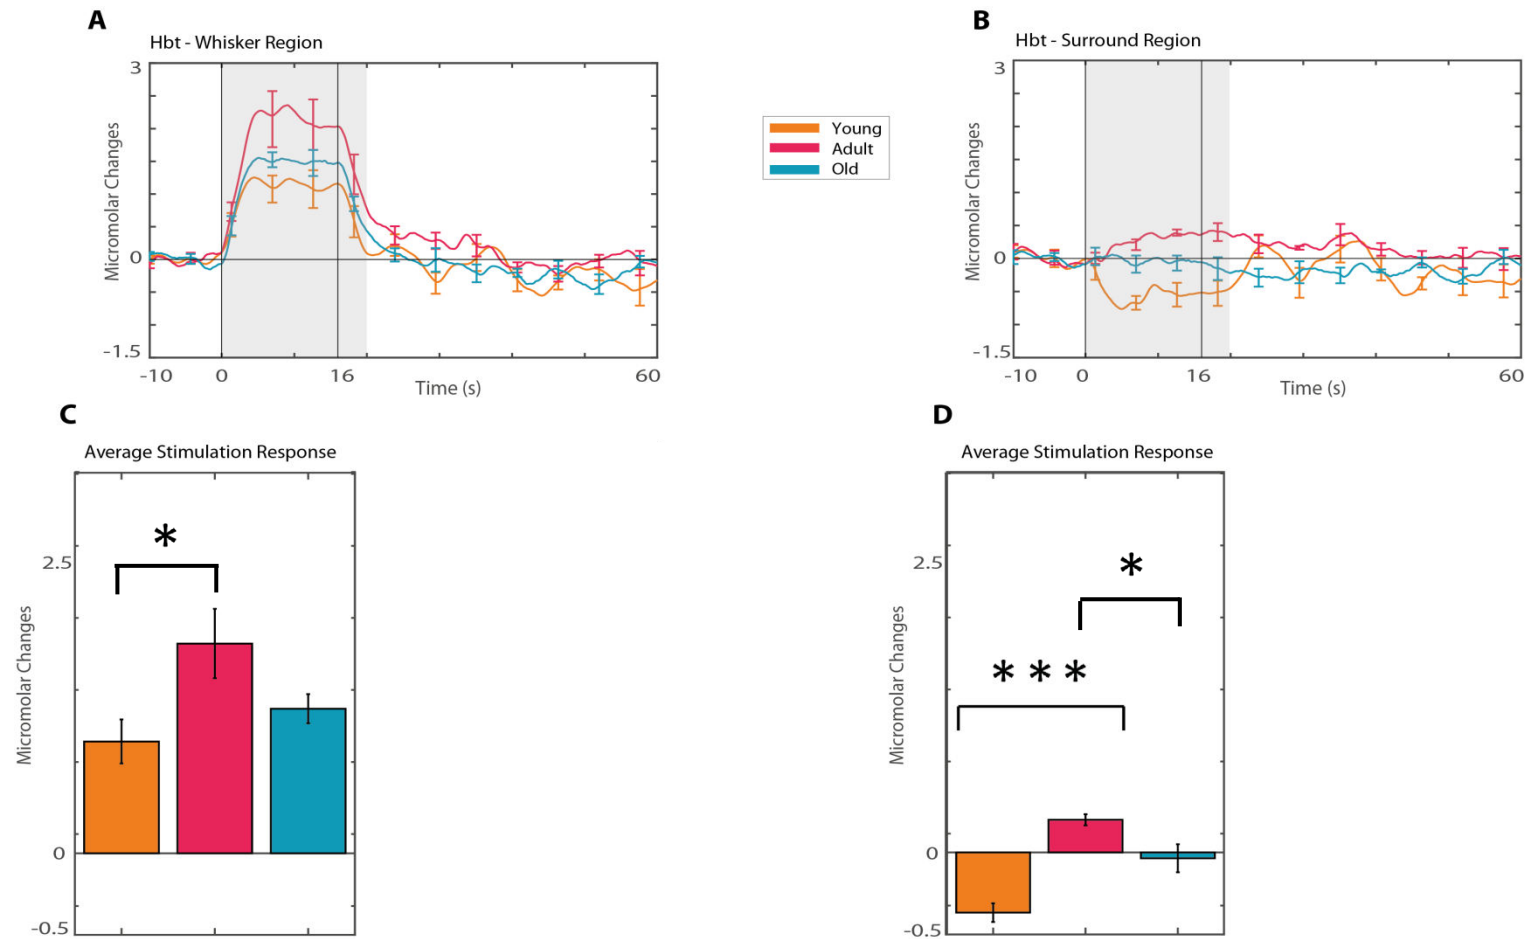 A
Hbt - Whisker Region
3
0
-1.5
Micromolar Changes
-10
0
16
60
Time (s)
Young
Adult
Old
B
Hbt - Surround Region
3
0
-1.5
Micromolar Changes
-10
0
16
60
Time (s)
C
Average Stimulation Response
*
2.5
0
-0.5
Micromolar Changes
D
Average Stimulation Response
*
* * *
2.5
0
-0.5
Micromolar Changes